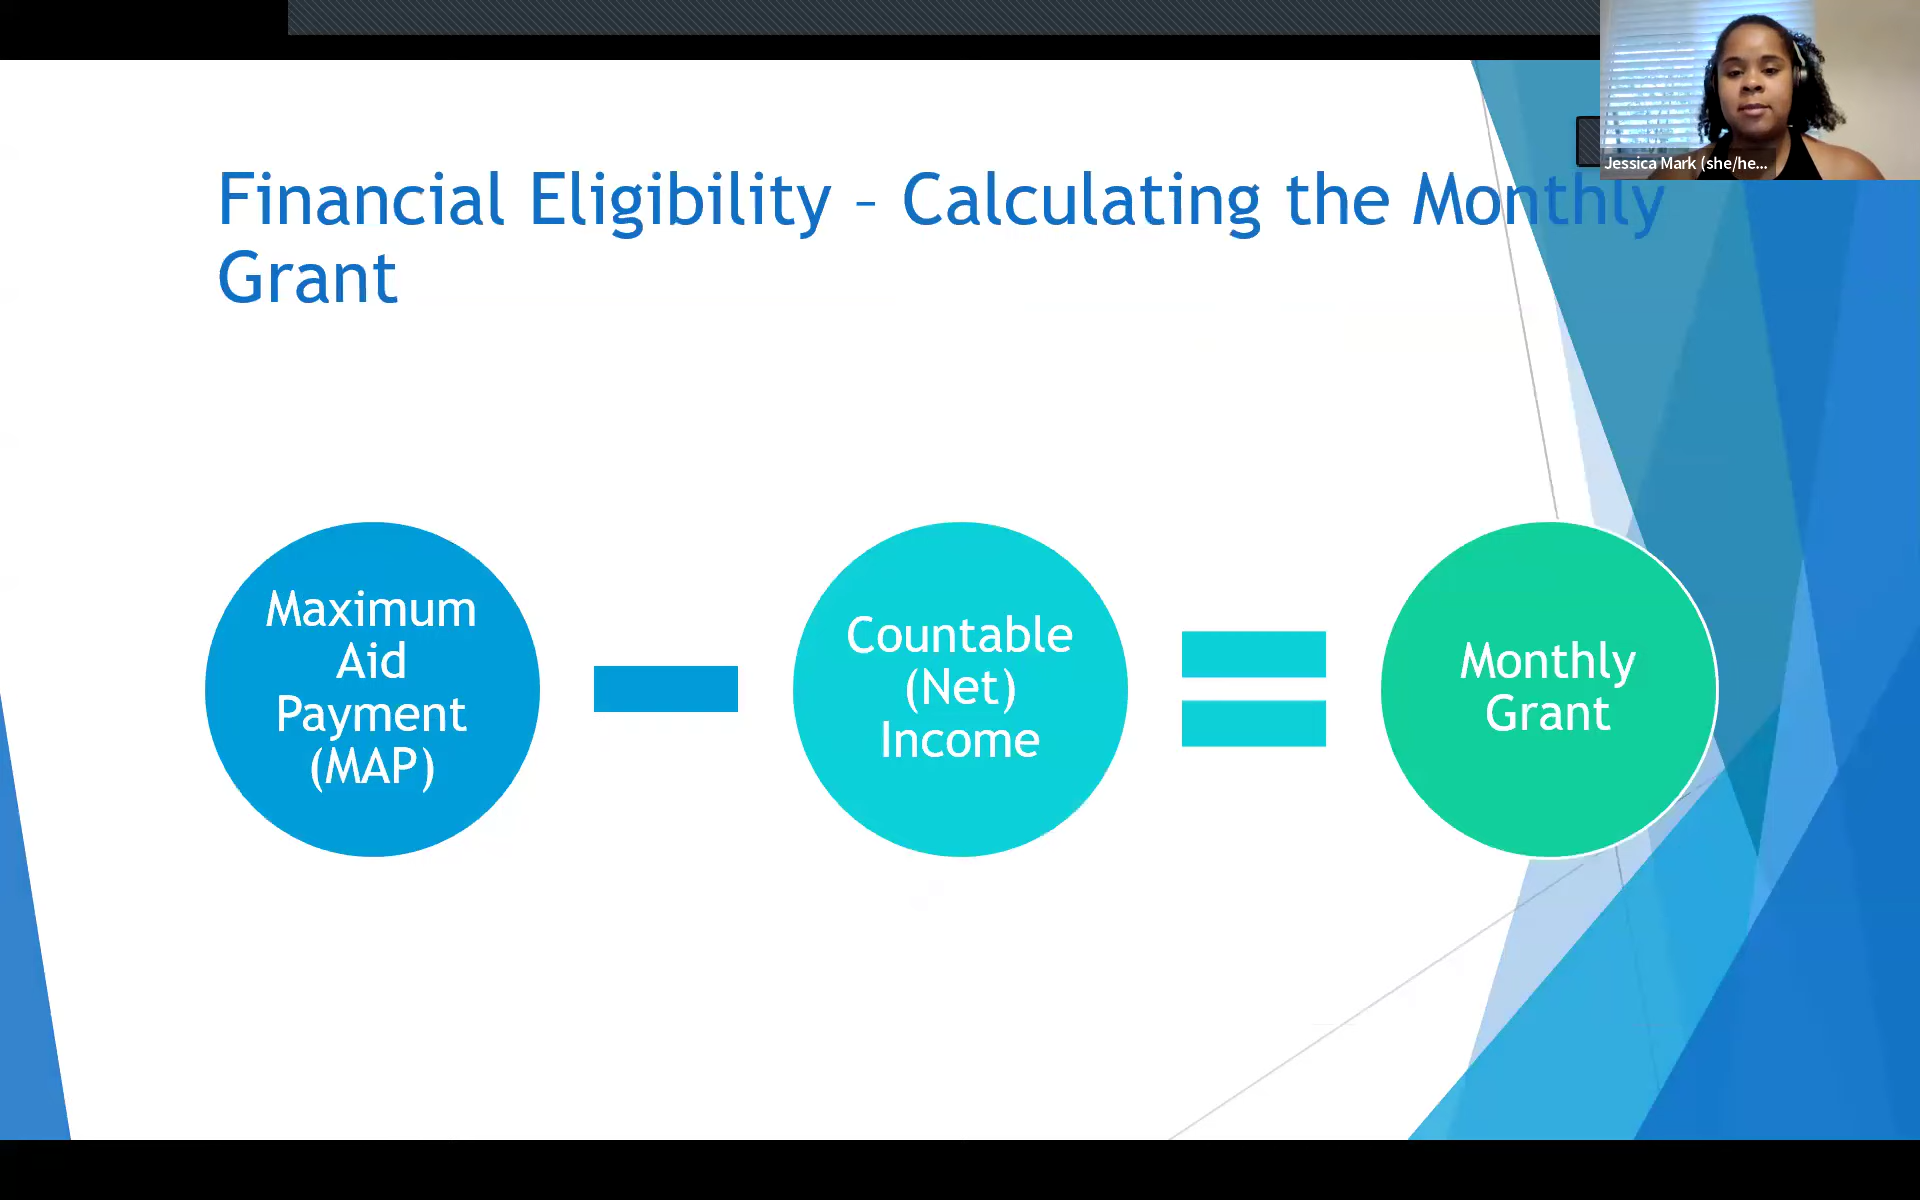 Jessica Mark (she/he...
Financial Eligibility – Calculating the Monthly
Grant
Maximum
Aid
Payment
(MAP)
Countable
(Net)
Income
Monthly
Grant